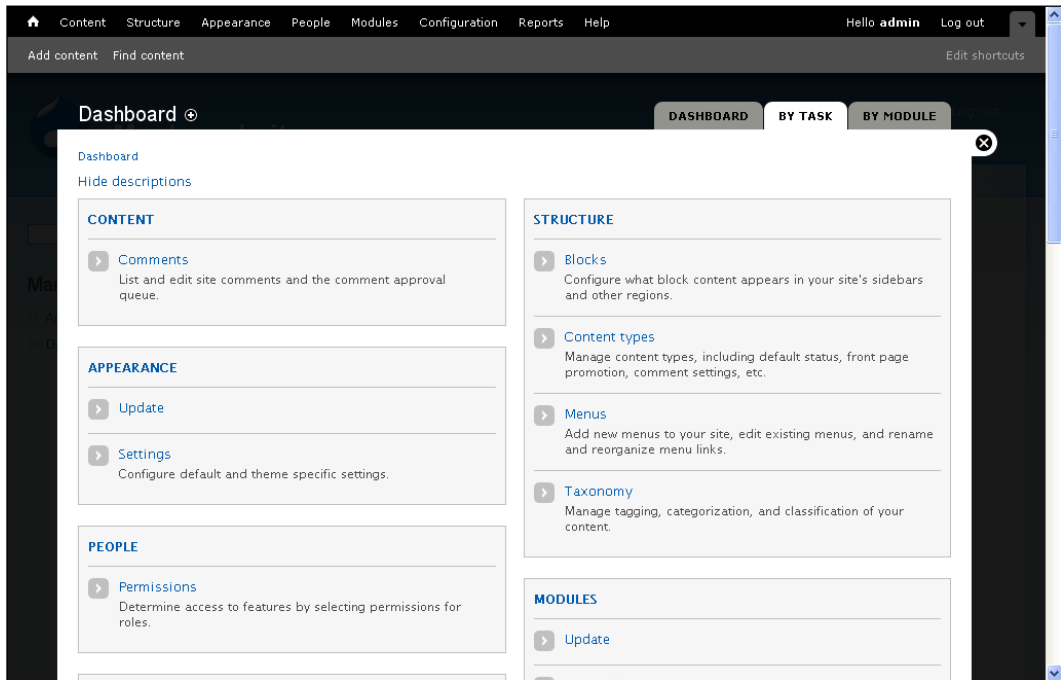 Content Structure Appearance People Modules Configuration Reports Help Hello admin Log out
Add content Find content Edit shortcuts
Dashboard
DASHBOARD BY TASK BY MODULE
Log out
Dashboard
Hide descriptions
CONTENT
Comments
List and edit site comments and the comment approval
queue.
APPEARANCE
Update
Settings
Configure default and theme specific settings.
PEOPLE
Permissions
Determine access to features by selecting permissions for
roles.
STRUCTURE
Blocks
Configure what block content appears in your site's sidebars
and other regions.
Content types
Manage content types, including default status, front page
promotion, comment settings, etc.
Menus
Add new menus to your site, edit existing menus, and rename
and reorganize menu links.
Taxonomy
Manage tagging, categorization, and classification of your
content.
MODULES
Update